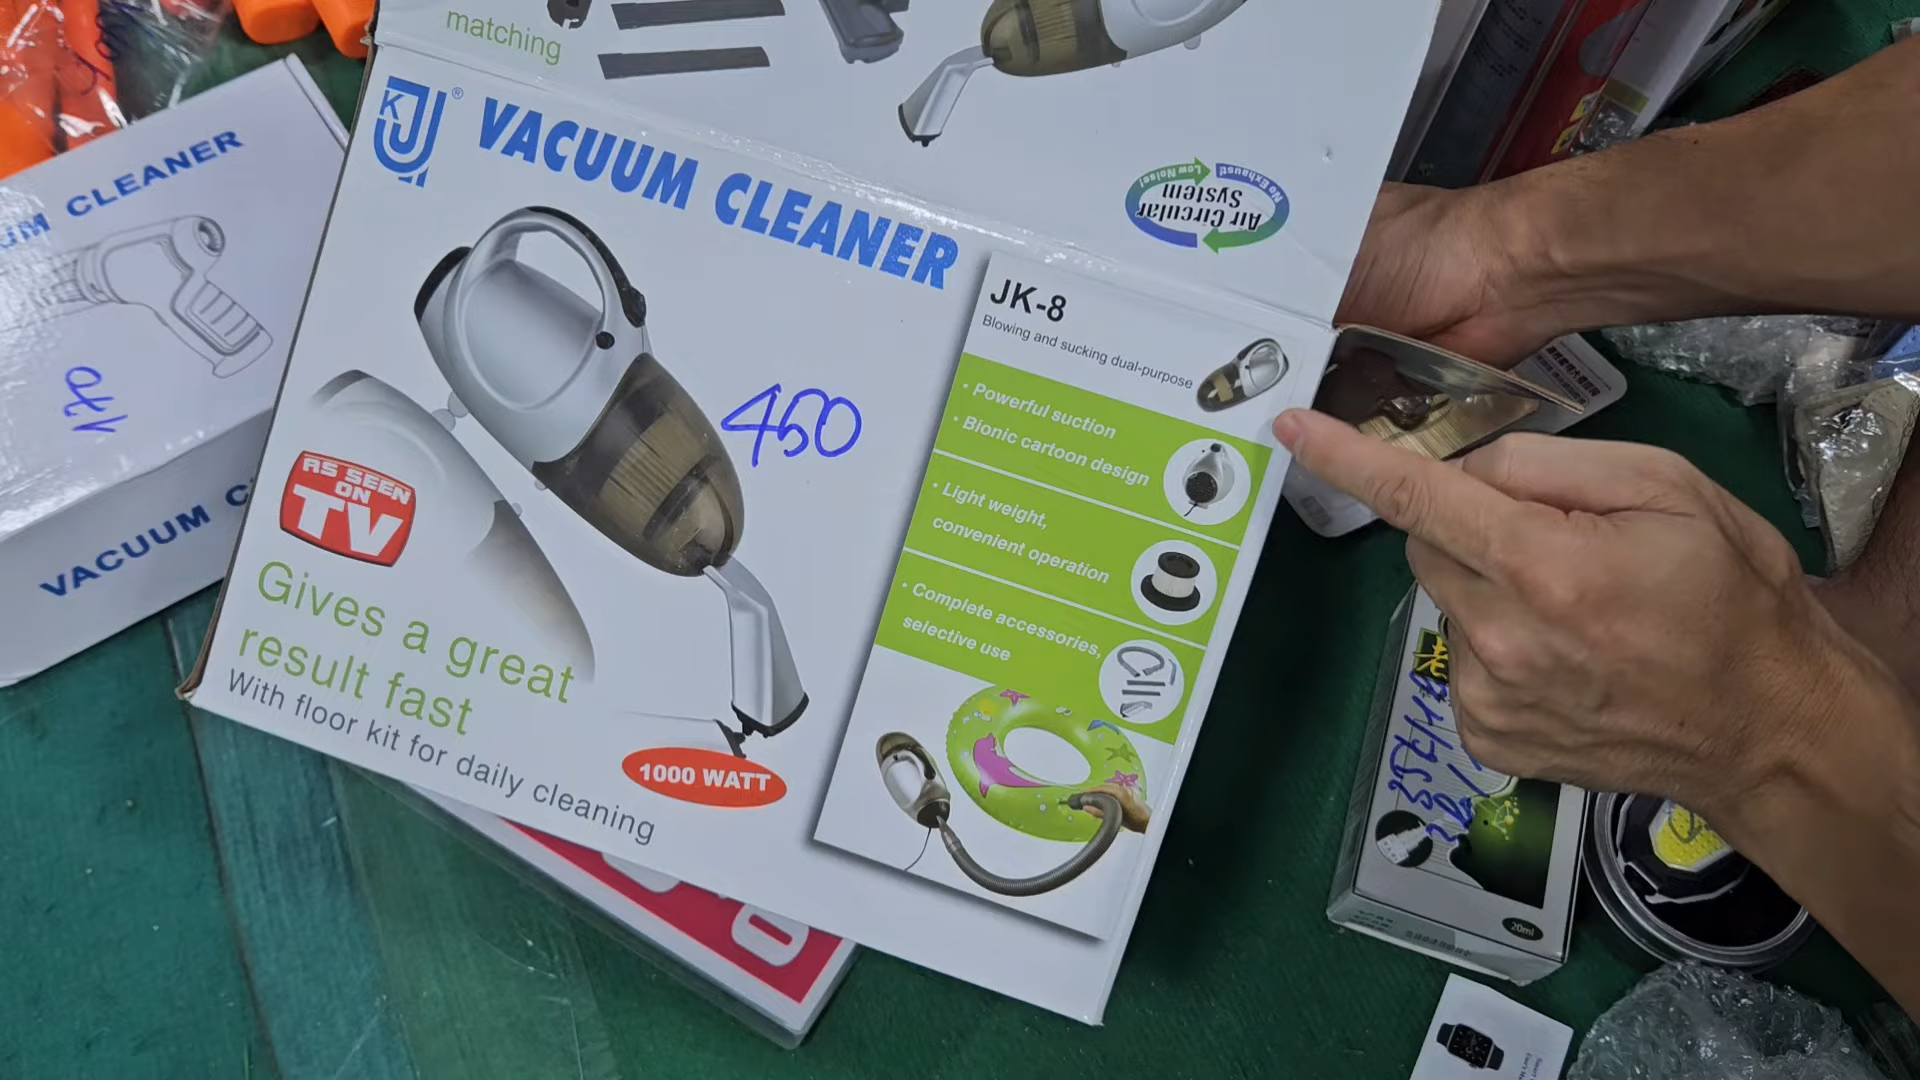 matching
KJ®
VACUUM CLEANER
No Exhaust!
Low Noise!
Air Circular
System
JK-8
Blowing and sucking dual-purpose
• Powerful suction
• Bionic cartoon design
• Light weight,
convenient operation
• Complete accessories,
selective use
450
AS SEEN
ON
TV
Gives a great
result fast
With floor kit for daily cleaning
1000 WATT
CLEANER
170
VACUUM
20ml